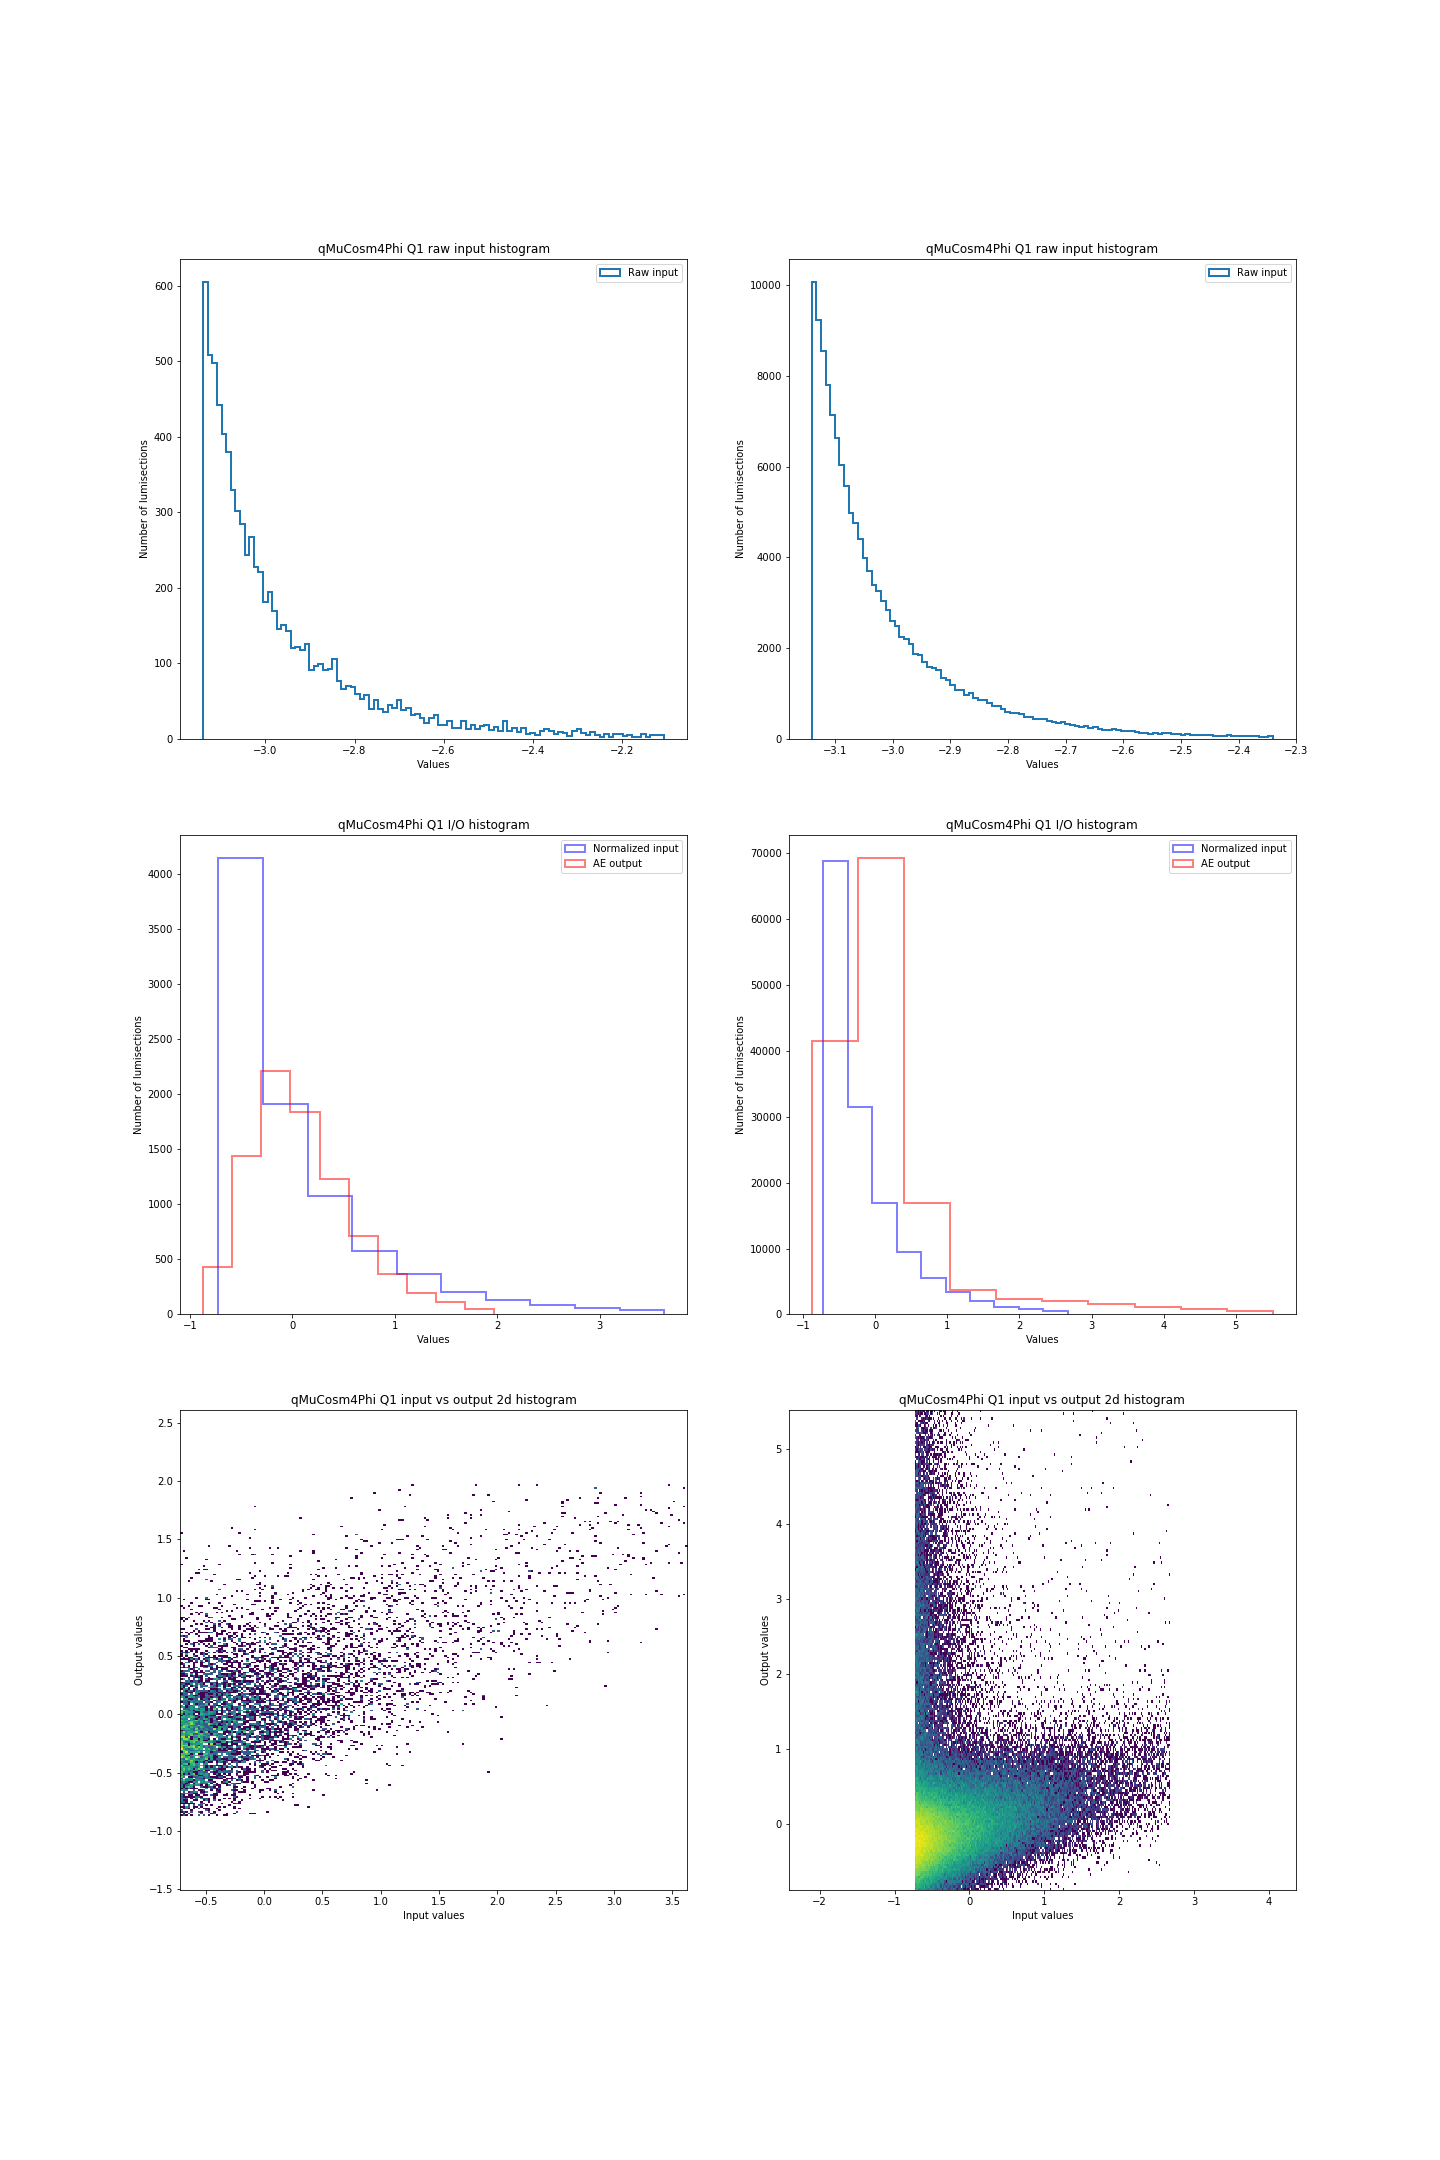 qMuCosm4Phi Q1 raw input histogram
Raw input
600
500
400
300
200
100
0
Number of lumisections
−3.0 −2.8 −2.6 −2.4 −2.2
Values
qMuCosm4Phi Q1 raw input histogram
Raw input
10000
8000
6000
4000
2000
0
Number of lumisections
−3.1 −3.0 −2.9 −2.8 −2.7 −2.6 −2.5 −2.4 −2.3
Values
qMuCosm4Phi Q1 I/O histogram
Normalized input
AE output
4000
3500
3000
2500
2000
1500
1000
500
0
Number of lumisections
−1 0 1 2 3
Values
qMuCosm4Phi Q1 I/O histogram
Normalized input
AE output
70000
60000
50000
40000
30000
20000
10000
0
Number of lumisections
−1 0 1 2 3 4 5
Values
qMuCosm4Phi Q1 input vs output 2d histogram
2.5
2.0
1.5
1.0
0.5
0.0
−0.5
−1.0
−1.5
Output values
−0.5 0.0 0.5 1.0 1.5 2.0 2.5 3.0 3.5
Input values
qMuCosm4Phi Q1 input vs output 2d histogram
5
4
3
2
1
0
Output values
−2 −1 0 1 2 3 4
Input values